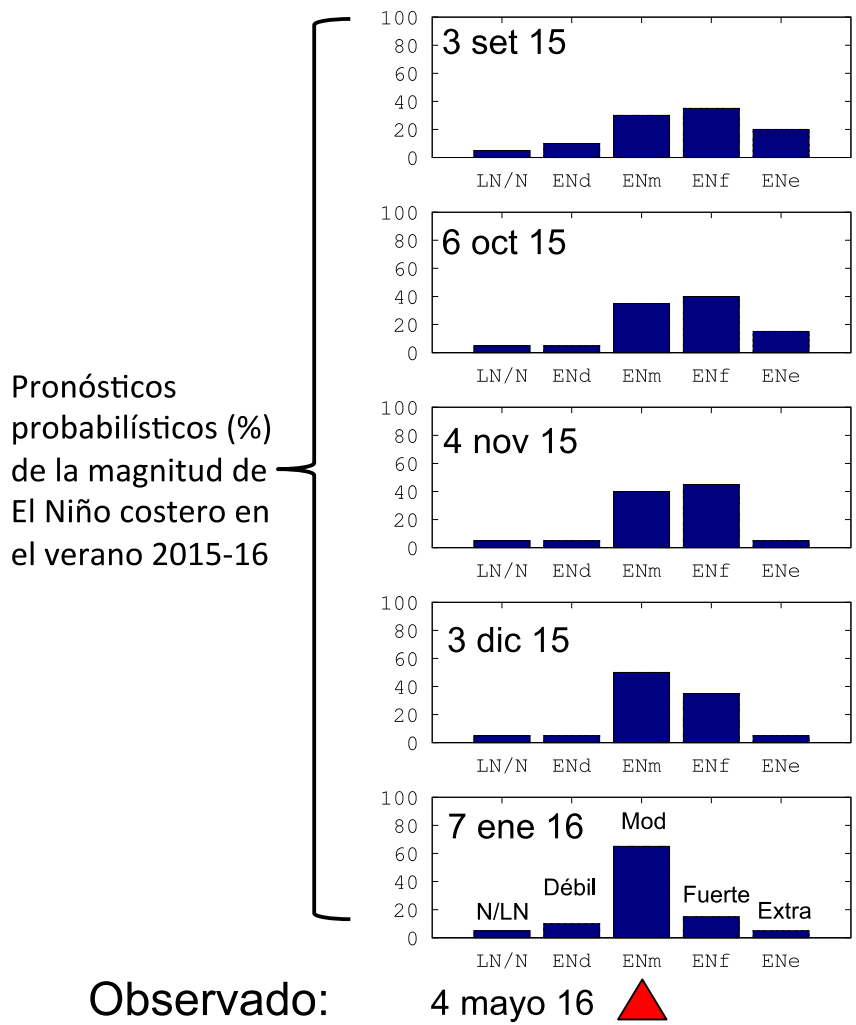 Pronósticos
probabilísticos (%)
de la magnitud de
El Niño costero en
el verano 2015-16
3 set 15
100
80
60
40
20
0
LN/N ENd ENm ENf ENe
6 oct 15
100
80
60
40
20
0
LN/N ENd ENm ENf ENe
4 nov 15
100
80
60
40
20
0
LN/N ENd ENm ENf ENe
3 dic 15
100
80
60
40
20
0
LN/N ENd ENm ENf ENe
7 ene 16
100
80
60
40
20
0
N/LN Débil Mod Fuerte Extra
LN/N ENd ENm ENf ENe
Observado: 4 mayo 16